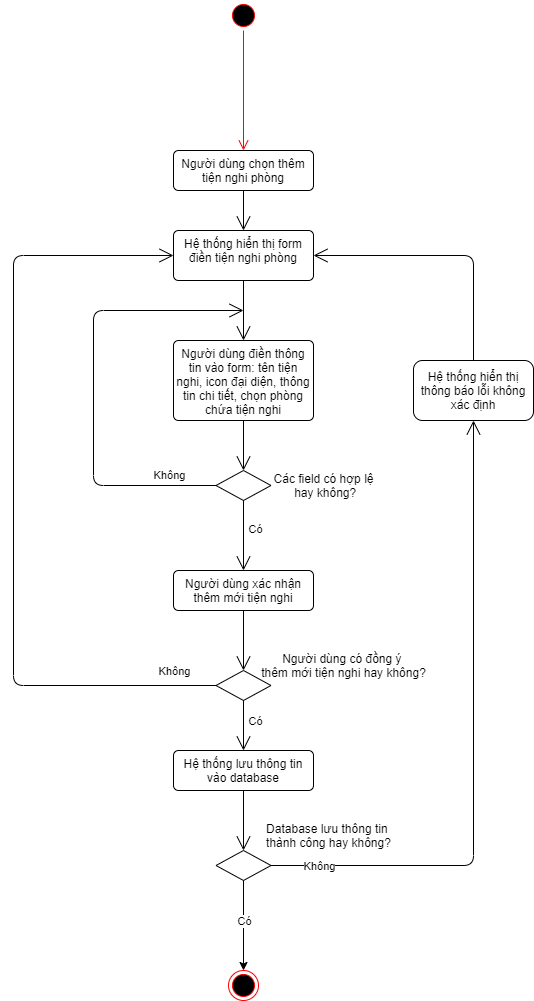 Người dùng chọn thêm
tiện nghi phòng
Hệ thống hiển thị form
điền tiện nghi phòng
Người dùng điền thông
tin vào form: tên tiện
nghi, icon đại diện, thông
tin chi tiết, chọn phòng
chứa tiện nghi
Hệ thống hiển thị
thông báo lỗi không
xác định
Không
Các field có hợp lệ
hay không?
Có
Người dùng xác nhận
thêm mới tiện nghi
Người dùng có đồng ý
thêm mới tiện nghi hay không?
Không
Có
Hệ thống lưu thông tin
vào database
Database lưu thông tin
thành công hay không?
Không
Có